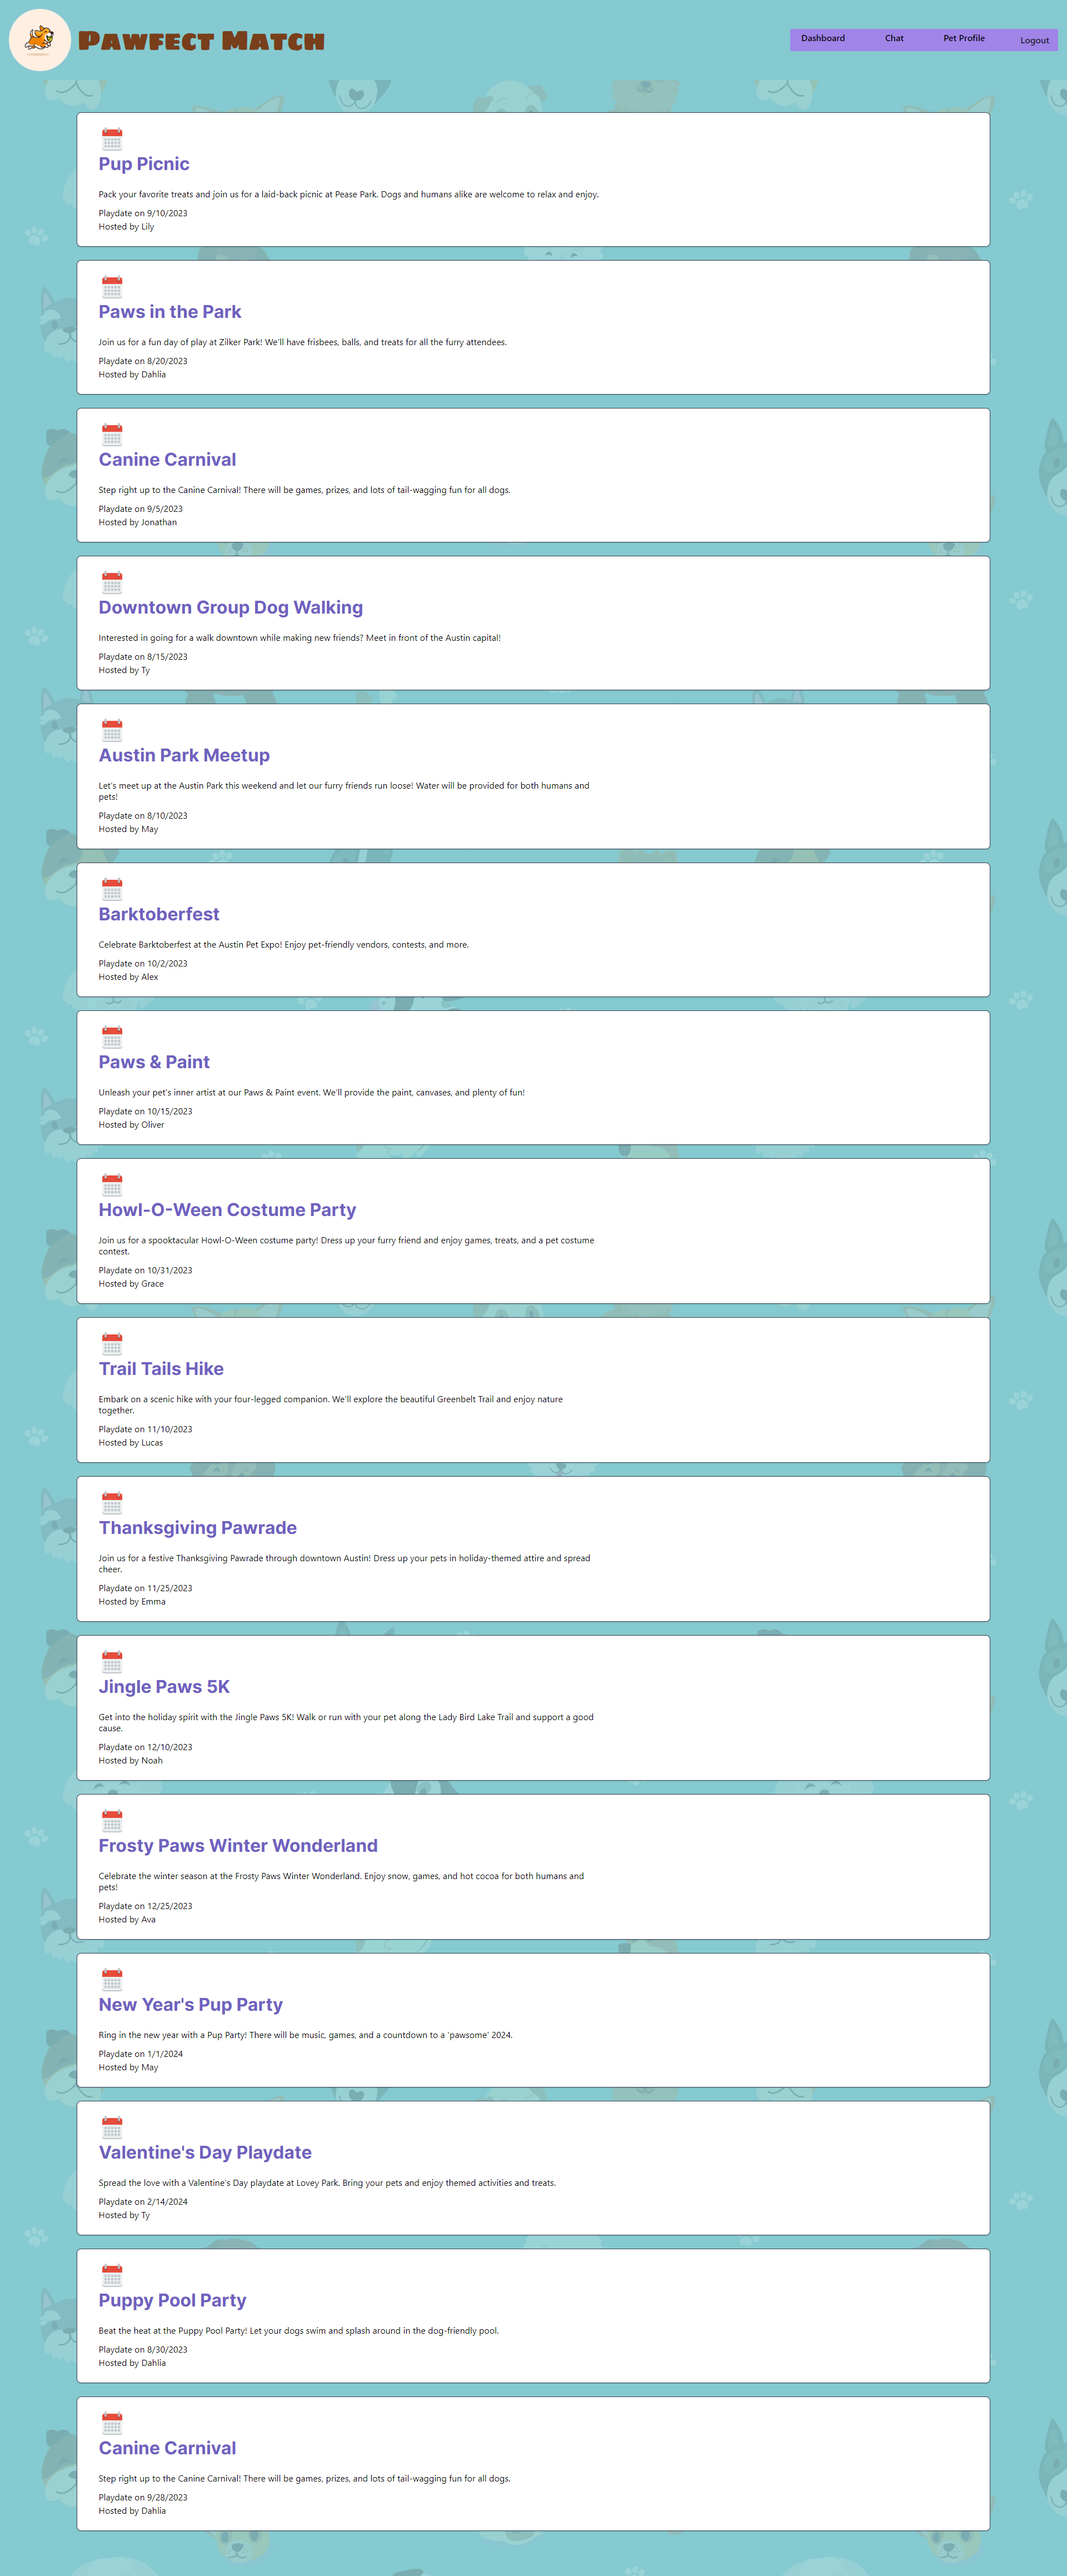 Pawfect Match
Dashboard
Chat
Pet Profile
Logout
Pup Picnic
Pack your favorite treats and join us for a laid-back picnic at Pease Park. Dogs and humans alike are welcome to relax and enjoy.
Playdate on 9/10/2023
Hosted by Lily
Paws in the Park
Join us for a fun day of play at Zilker Park! We'll have frisbees, balls, and treats for all the furry attendees.
Playdate on 8/20/2023
Hosted by Dahlia
Canine Carnival
Step right up to the Canine Carnival! There will be games, prizes, and lots of tail-wagging fun for all dogs.
Playdate on 9/5/2023
Hosted by Jonathan
Downtown Group Dog Walking
Interested in going for a walk downtown while making new friends? Meet in front of the Austin capital!
Playdate on 8/15/2023
Hosted by Ty
Austin Park Meetup
Let's meet up at the Austin Park this weekend and let our furry friends run loose! Water will be provided for both humans and
pets!
Playdate on 8/10/2023
Hosted by May
Barktoberfest
Celebrate Barktoberfest at the Austin Pet Expo! Enjoy pet-friendly vendors, contests, and more.
Playdate on 10/2/2023
Hosted by Alex
Paws & Paint
Unleash your pet's inner artist at our Paws & Paint event. We'll provide the paint, canvases, and plenty of fun!
Playdate on 10/15/2023
Hosted by Oliver
Howl-O-Ween Costume Party
Join us for a spooktacular Howl-O-Ween costume party! Dress up your furry friend and enjoy games, treats, and a pet costume
contest.
Playdate on 10/31/2023
Hosted by Grace
Trail Tails Hike
Embark on a scenic hike with your four-legged companion. We'll explore the beautiful Greenbelt Trail and enjoy nature
together.
Playdate on 11/10/2023
Hosted by Lucas
Thanksgiving Pawrade
Join us for a festive Thanksgiving Pawrade through downtown Austin! Dress up your pets in holiday-themed attire and spread
cheer.
Playdate on 11/25/2023
Hosted by Emma
Jingle Paws 5K
Get into the holiday spirit with the Jingle Paws 5K! Walk or run with your pet along the Lady Bird Lake Trail and support a good
cause.
Playdate on 12/10/2023
Hosted by Noah
Frosty Paws Winter Wonderland
Celebrate the winter season at the Frosty Paws Winter Wonderland. Enjoy snow, games, and hot cocoa for both humans and
pets!
Playdate on 12/25/2023
Hosted by Ava
New Year's Pup Party
Ring in the new year with a Pup Party! There will be music, games, and a countdown to a 'pawsome' 2024.
Playdate on 1/1/2024
Hosted by May
Valentine's Day Playdate
Spread the love with a Valentine's Day playdate at Lovey Park. Bring your pets and enjoy themed activities and treats.
Playdate on 2/14/2024
Hosted by Ty
Puppy Pool Party
Beat the heat at the Puppy Pool Party! Let your dogs swim and splash around in the dog-friendly pool.
Playdate on 8/30/2023
Hosted by Dahlia
Canine Carnival
Step right up to the Canine Carnival! There will be games, prizes, and lots of tail-wagging fun for all dogs.
Playdate on 9/28/2023
Hosted by Dahlia